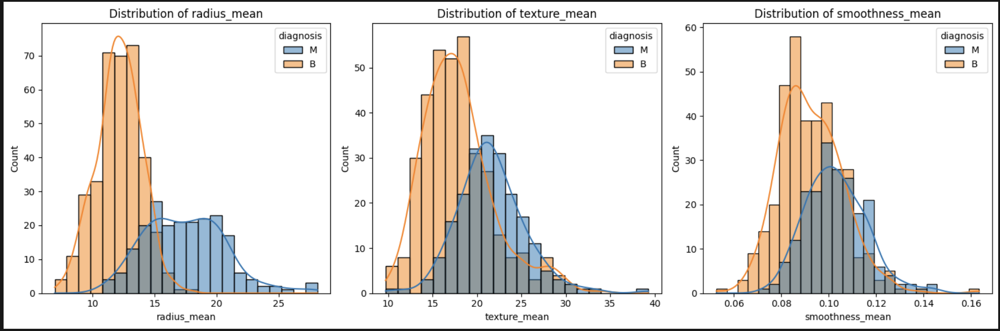 Distribution of radius_mean
diagnosis
M
B
70
60
50
40
30
20
10
0
Count
10 15 20 25
radius_mean
Distribution of texture_mean
diagnosis
M
B
50
40
30
20
10
0
Count
10 15 20 25 30 35 40
texture_mean
Distribution of smoothness_mean
diagnosis
M
B
60
50
40
30
20
10
0
Count
0.06 0.08 0.10 0.12 0.14 0.16
smoothness_mean